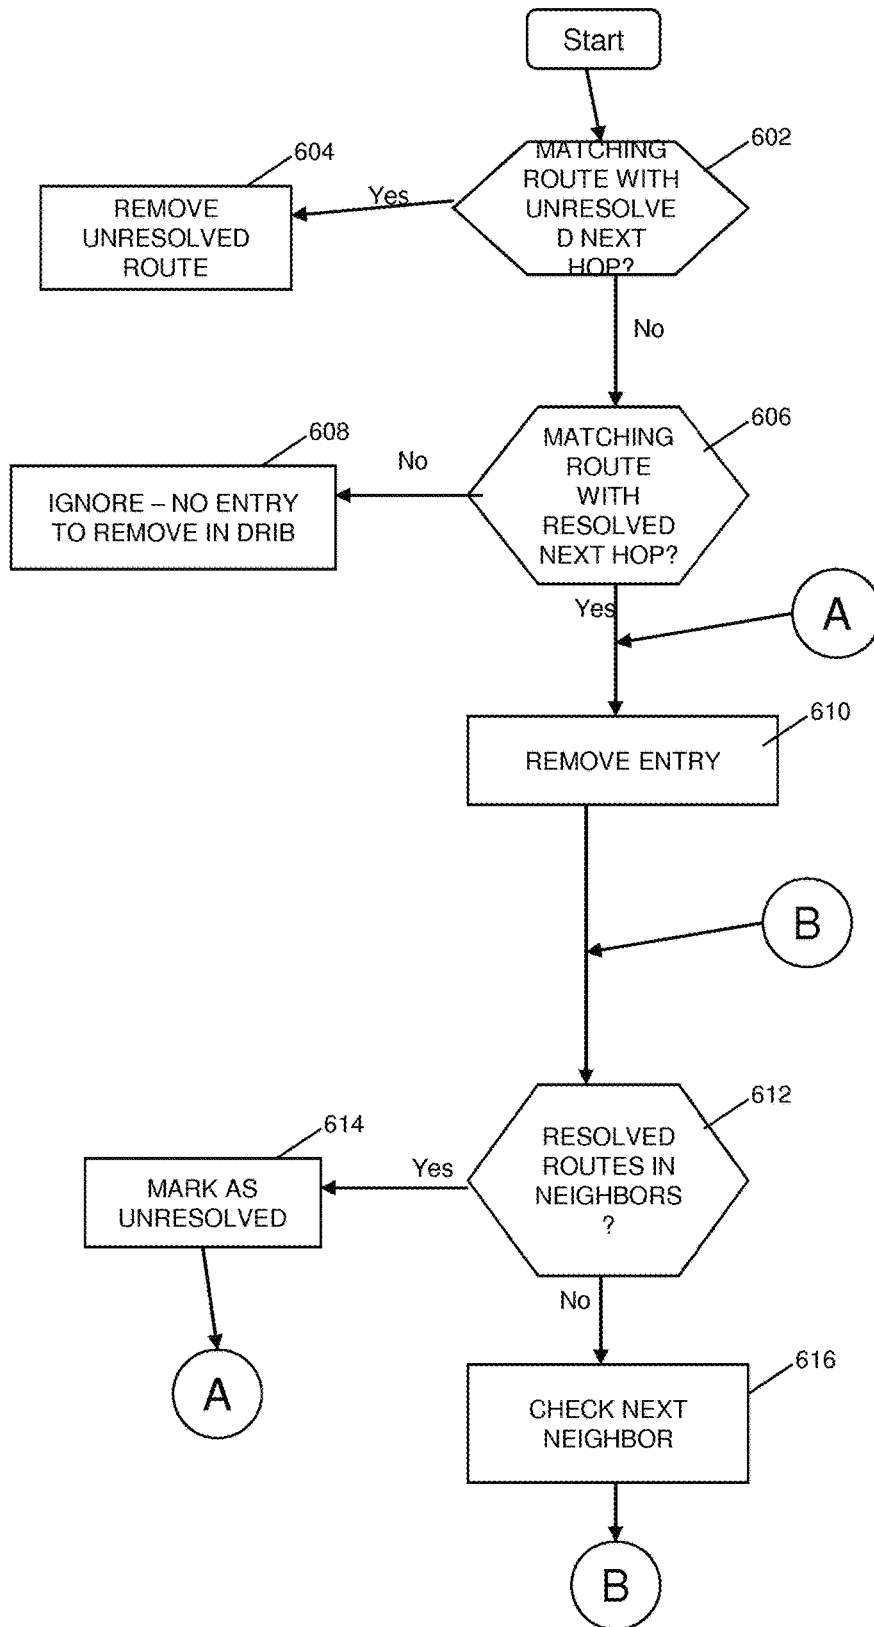 Start
602
MATCHING
ROUTE WITH
UNRESOLVE
D NEXT
HOP?
604
Yes
REMOVE
UNRESOLVED
ROUTE
No
606
MATCHING
ROUTE
WITH
RESOLVED
NEXT HOP?
608
No
IGNORE – NO ENTRY
TO REMOVE IN DRIB
Yes
A
610
REMOVE ENTRY
B
612
RESOLVED
ROUTES IN
NEIGHBORS
?
614
Yes
MARK AS
UNRESOLVED
No
A
616
CHECK NEXT
NEIGHBOR
B